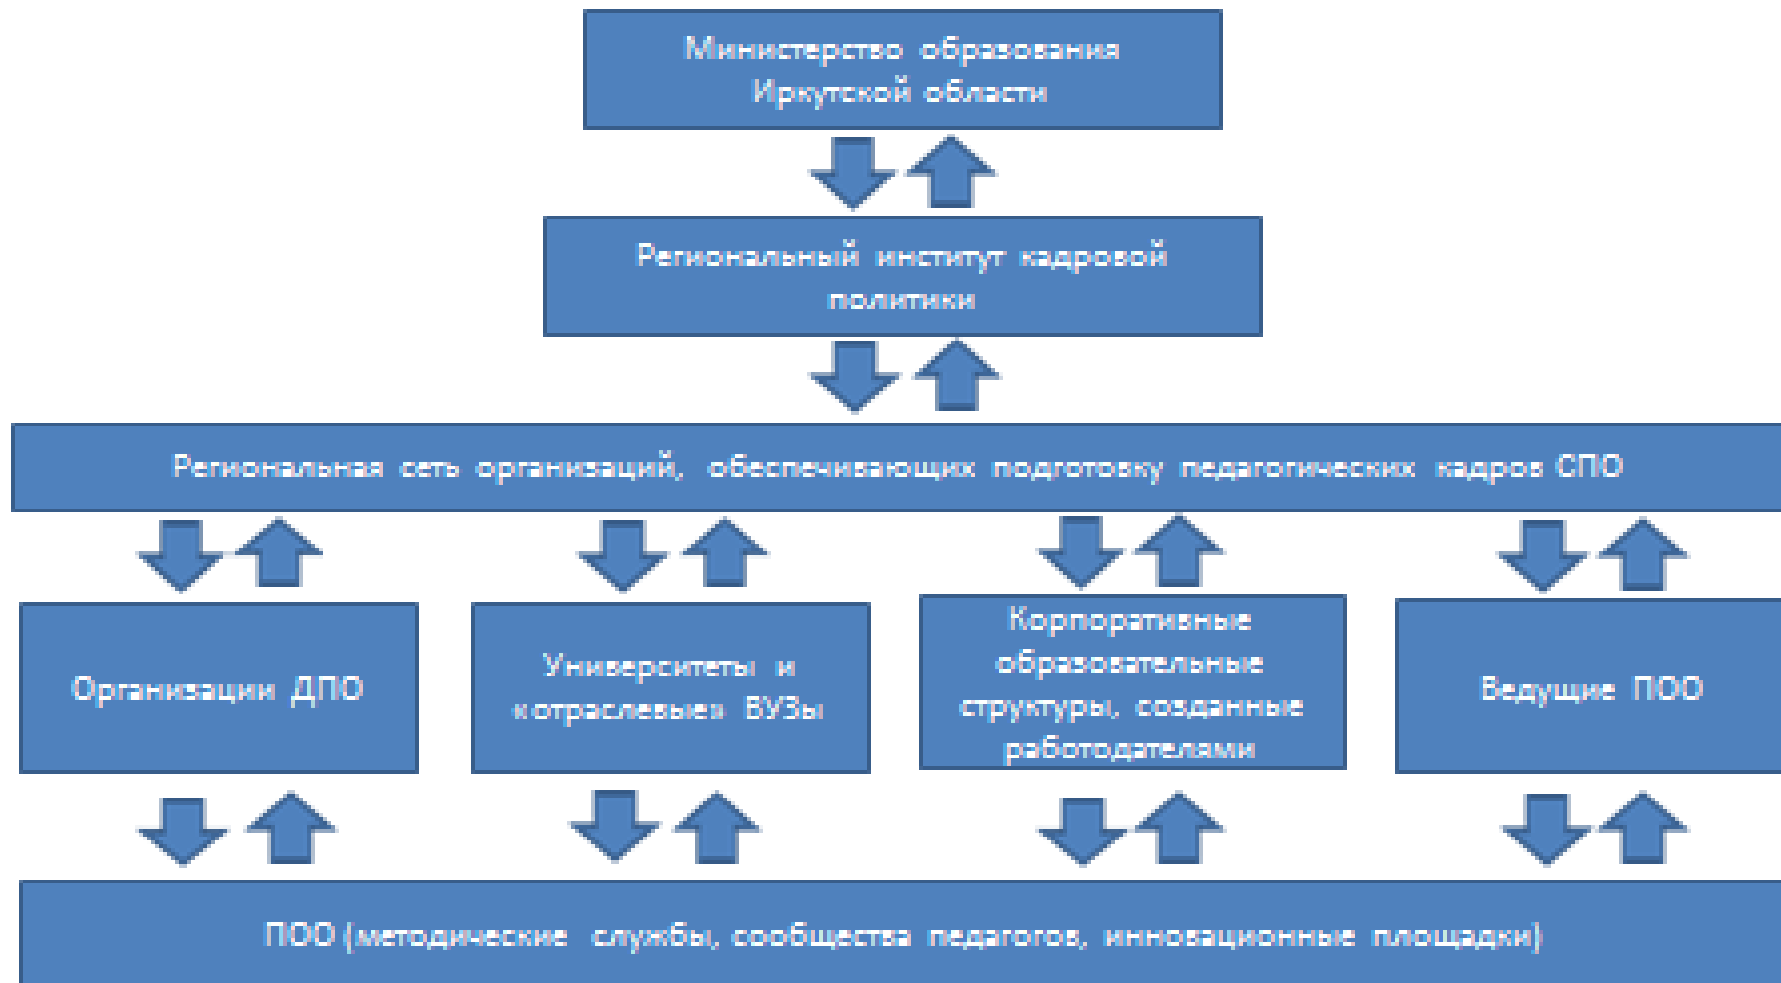 Министерство образования
Иркутской области
Региональный институт кадровой
политики
Региональная сеть организаций, обеспечивающих подготовку педагогических кадров СПО
Организации ДПО
Университеты и
«отраслевые» ВУЗы
Корпоративные
образовательные
структуры, созданные
работодателями
Ведущие ПОО
ПОО (методические службы, сообщества педагогов, инновационные площадки)